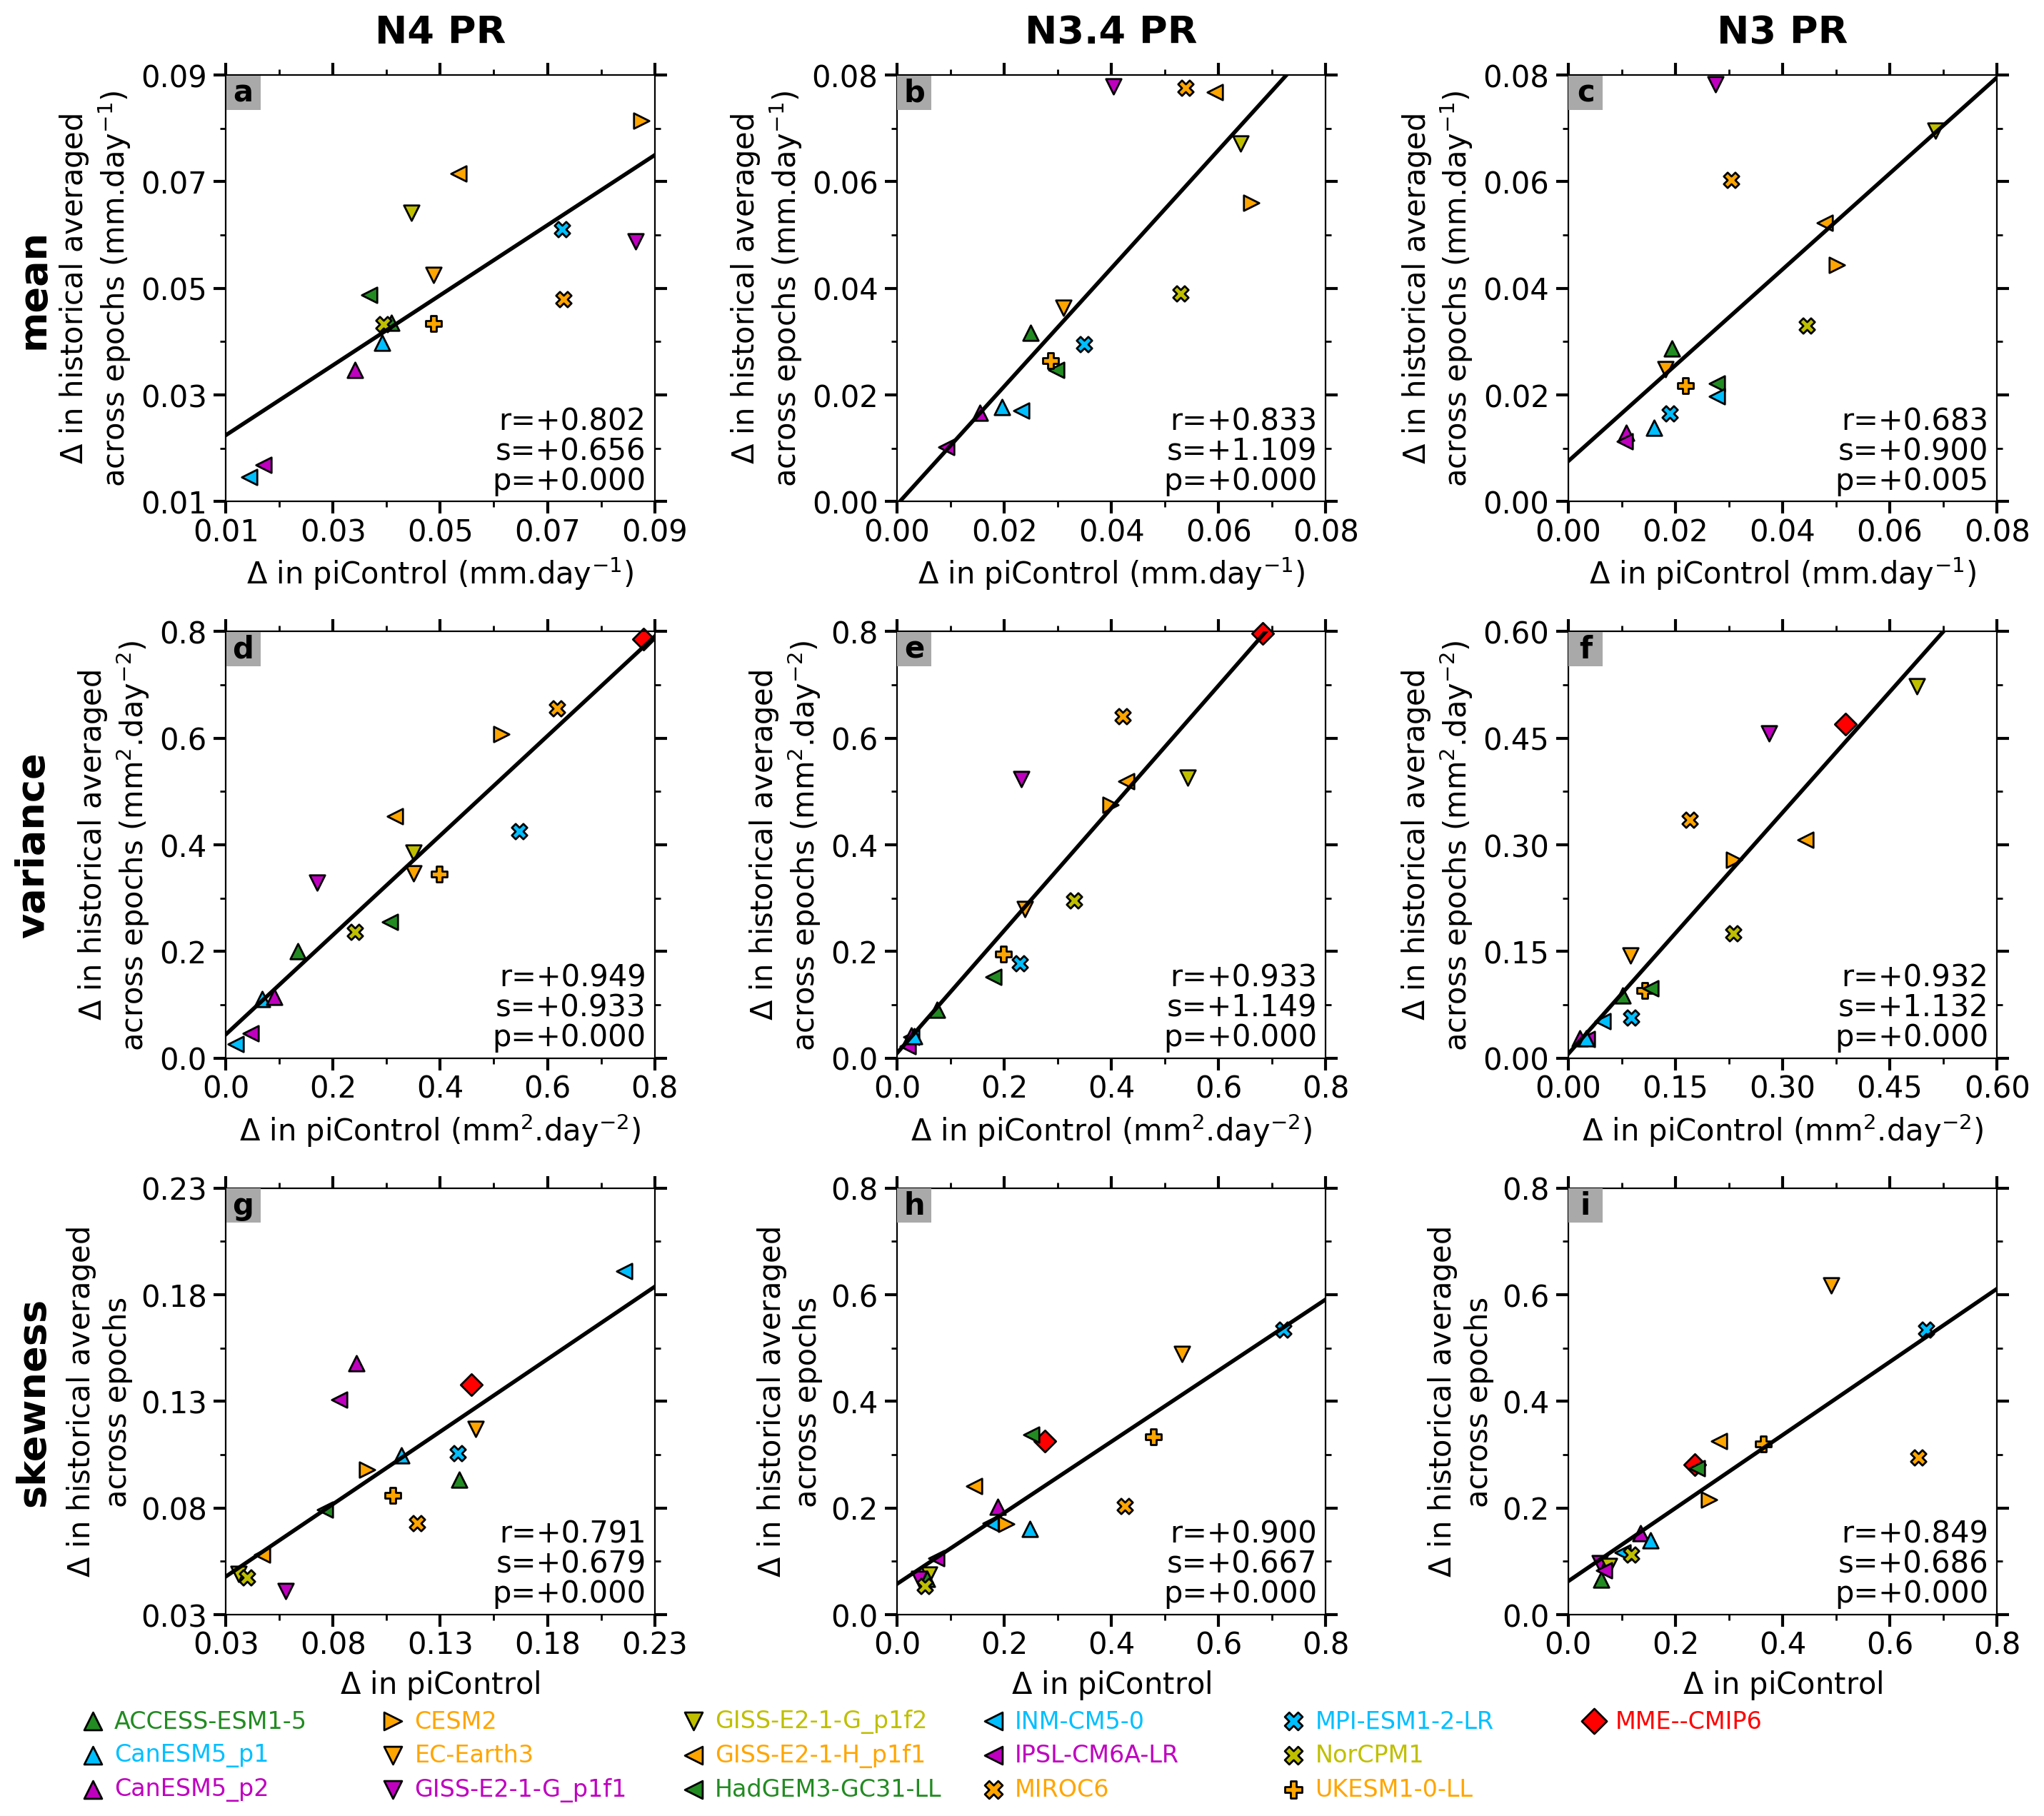 N4 PR
N3.4 PR
N3 PR
mean
a
Δ in historical averaged
across epochs (mm.day⁻¹)
0.09
0.07
0.05
0.03
0.01
r=+0.802
s=+0.656
p=+0.000
0.01 0.03 0.05 0.07 0.09
Δ in piControl (mm.day⁻¹)
b
Δ in historical averaged
across epochs (mm.day⁻¹)
0.08
0.06
0.04
0.02
0.00
r=+0.833
s=+1.109
p=+0.000
0.00 0.02 0.04 0.06 0.08
Δ in piControl (mm.day⁻¹)
c
Δ in historical averaged
across epochs (mm.day⁻¹)
0.08
0.06
0.04
0.02
0.00
r=+0.683
s=+0.900
p=+0.005
0.00 0.02 0.04 0.06 0.08
Δ in piControl (mm.day⁻¹)
variance
d
Δ in historical averaged
across epochs (mm².day⁻²)
0.8
0.6
0.4
0.2
0.0
r=+0.949
s=+0.933
p=+0.000
0.0 0.2 0.4 0.6 0.8
Δ in piControl (mm².day⁻²)
e
Δ in historical averaged
across epochs (mm².day⁻²)
0.8
0.6
0.4
0.2
0.0
r=+0.933
s=+1.149
p=+0.000
0.0 0.2 0.4 0.6 0.8
Δ in piControl (mm².day⁻²)
f
Δ in historical averaged
across epochs (mm².day⁻²)
0.60
0.45
0.30
0.15
0.00
r=+0.932
s=+1.132
p=+0.000
0.00 0.15 0.30 0.45 0.60
Δ in piControl (mm².day⁻²)
skewness
g
Δ in historical averaged
across epochs
0.23
0.18
0.13
0.08
0.03
r=+0.791
s=+0.679
p=+0.000
0.03 0.08 0.13 0.18 0.23
Δ in piControl
h
Δ in historical averaged
across epochs
0.8
0.6
0.4
0.2
0.0
r=+0.900
s=+0.667
p=+0.000
0.0 0.2 0.4 0.6 0.8
Δ in piControl
i
Δ in historical averaged
across epochs
0.8
0.6
0.4
0.2
0.0
r=+0.849
s=+0.686
p=+0.000
0.0 0.2 0.4 0.6 0.8
Δ in piControl
ACCESS-ESM1-5
CanESM5_p1
CanESM5_p2
CESM2
EC-Earth3
GISS-E2-1-G_p1f1
GISS-E2-1-G_p1f2
GISS-E2-1-H_p1f1
HadGEM3-GC31-LL
INM-CM5-0
IPSL-CM6A-LR
MIROC6
MPI-ESM1-2-LR
NorCPM1
UKESM1-0-LL
MME--CMIP6